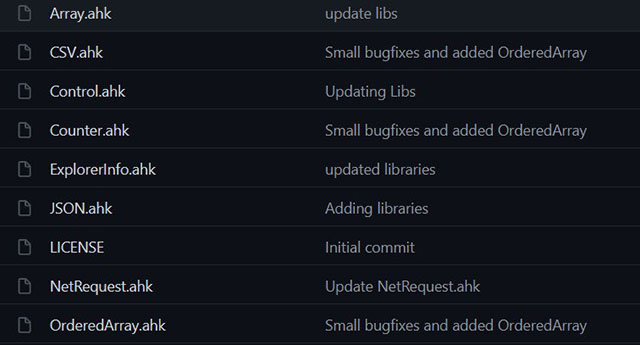 Array.ahk update libs
CSV.ahk Small bugfixes and added OrderedArray
Control.ahk Updating Libs
Counter.ahk Small bugfixes and added OrderedArray
ExplorerInfo.ahk updated libraries
JSON.ahk Adding libraries
LICENSE Initial commit
NetRequest.ahk Update NetRequest.ahk
OrderedArray.ahk Small bugfixes and added OrderedArray